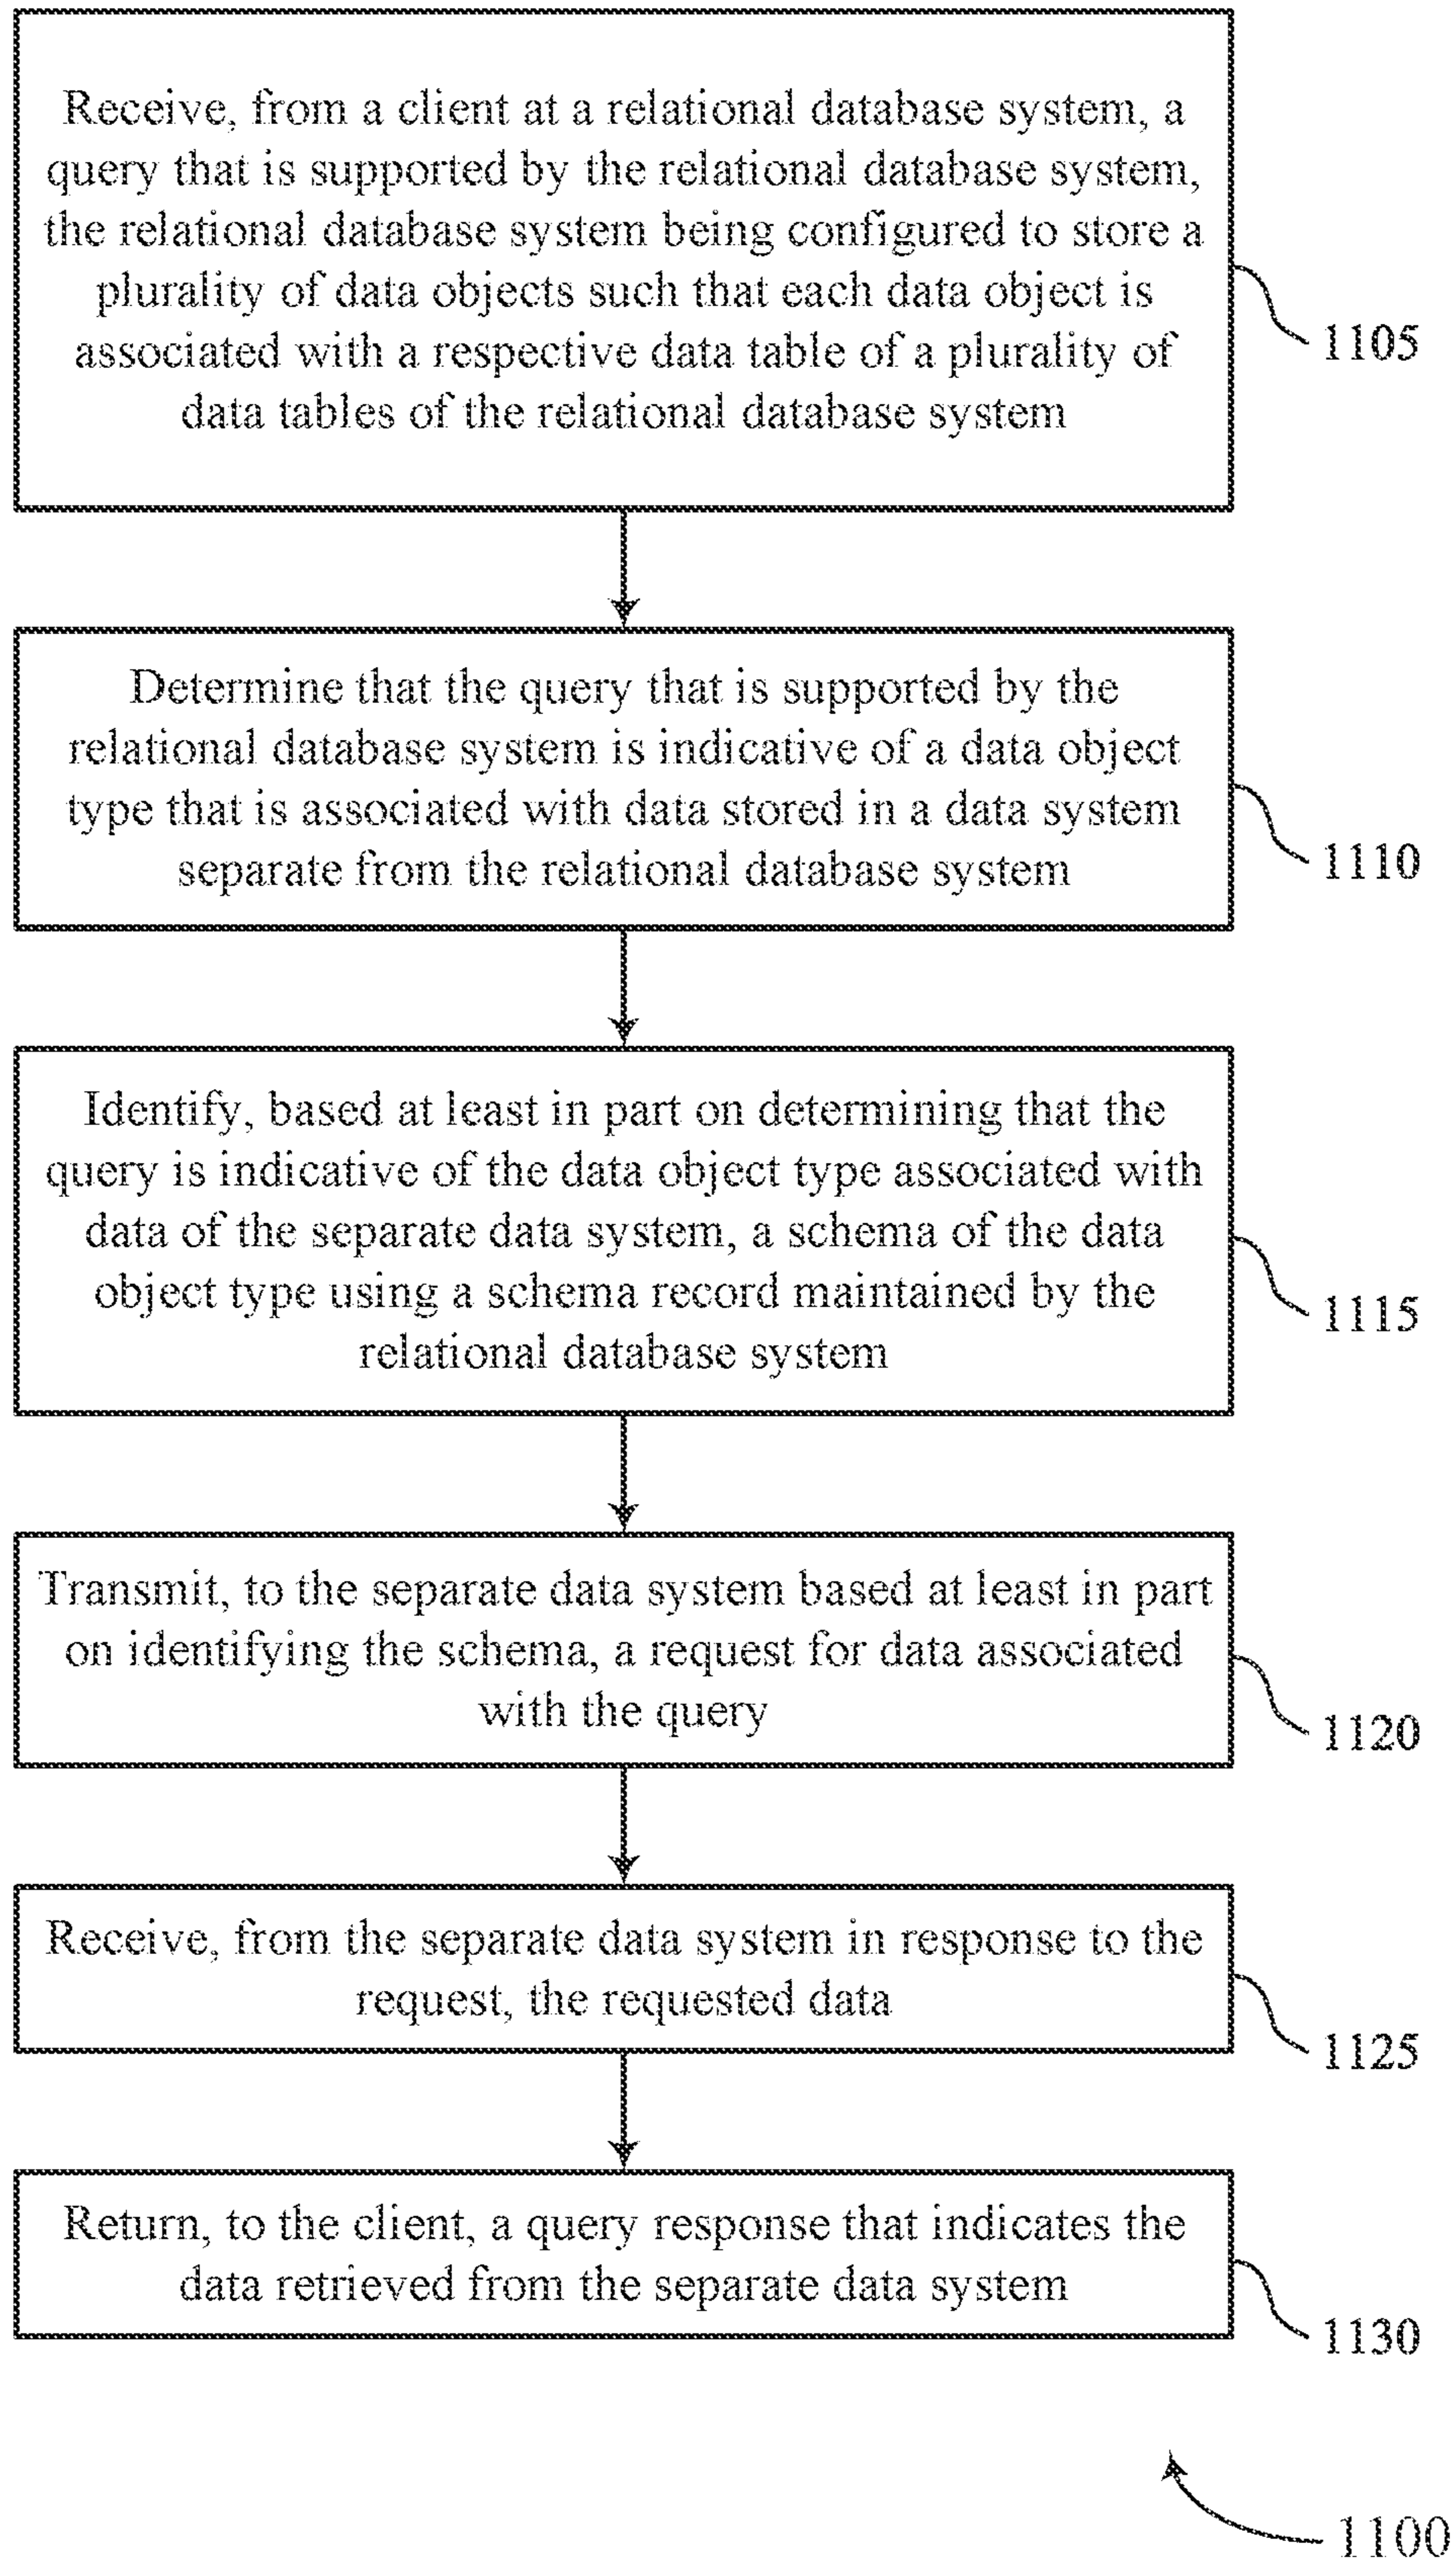 Receive, from a client at a relational database system, a
query that is supported by the relational database system,
the relational database system being configured to store a
plurality of data objects such that each data object is
associated with a respective data table of a plurality of
data tables of the relational database system
1105
Determine that the query that is supported by the
relational database system is indicative of a data object
type that is associated with data stored in a data system
separate from the relational database system
1110
Identify, based at least in part on determining that the
query is indicative of the data object type associated with
data of the separate data system, a schema of the data
object type using a schema record maintained by the
relational database system
1115
Transmit, to the separate data system based at least in part
on identifying the schema, a request for data associated
with the query
1120
Receive, from the separate data system in response to the
request, the requested data
1125
Return, to the client, a query response that indicates the
data retrieved from the separate data system
1130
1100